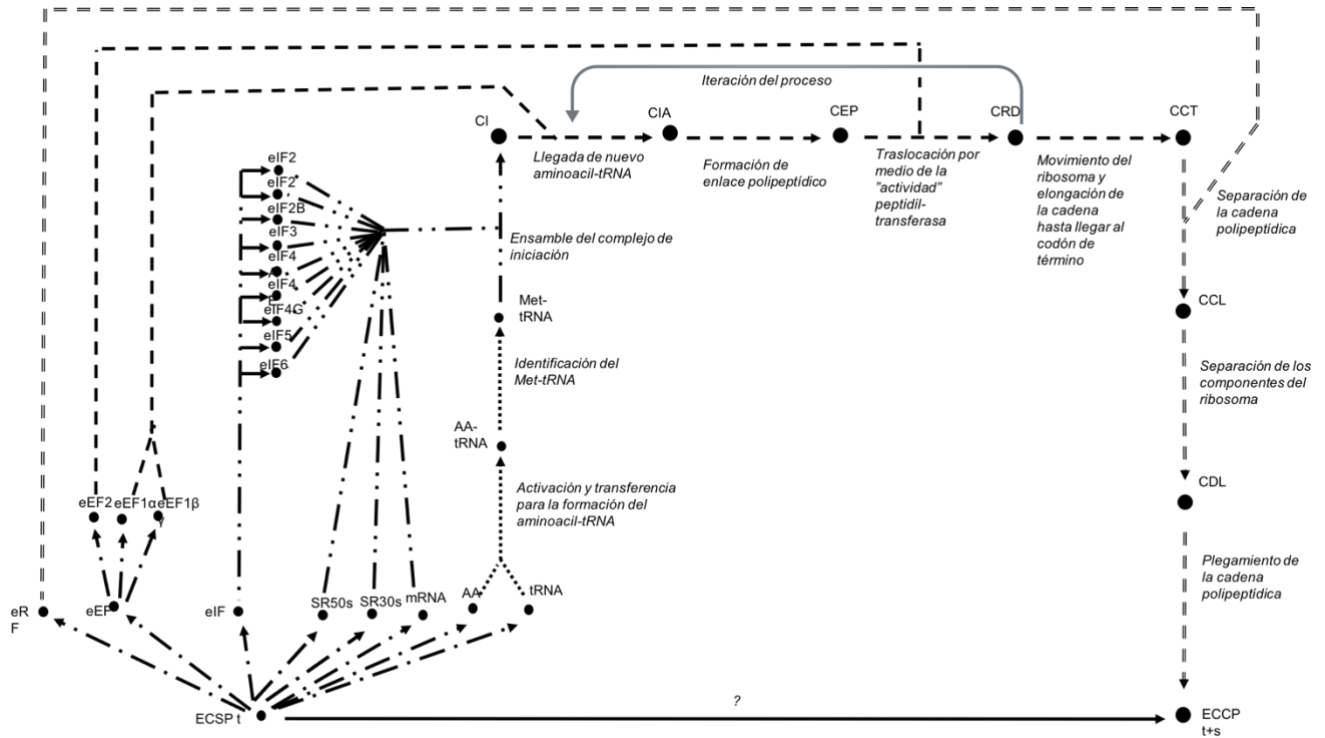 Iteración del proceso
CI
CIA
CEP
CRD
CCT
Llegada de nuevo
aminoacil-tRNA
Formación de
enlace polipeptídico
Traslocación por
medio de la
"actividad"
peptidil-
transferasa
Movimiento del
ribosoma y
elongación de
la cadena
hasta llegar al
codón de
término
Separación de
la cadena
polipeptídica
eIF2
eIF2
eIF2B
eIF3
eIF4
eIF4
eIF4G
eIF5
eIF6
Ensamble del complejo de
iniciación
Met-
tRNA
CCL
Identificación del
Met-tRNA
Separación de los
componentes del
ribosoma
AA-
tRNA
CDL
Activación y transferencia
para la formación del
aminoacil-tRNA
eEF2
eEF1α
eEF1β
γ
Plegamiento de
la cadena
polipeptídica
eR
F
eEF
eIF
SR50s
SR30s
mRNA
AA
tRNA
ECSP t
?
ECCP
t+s